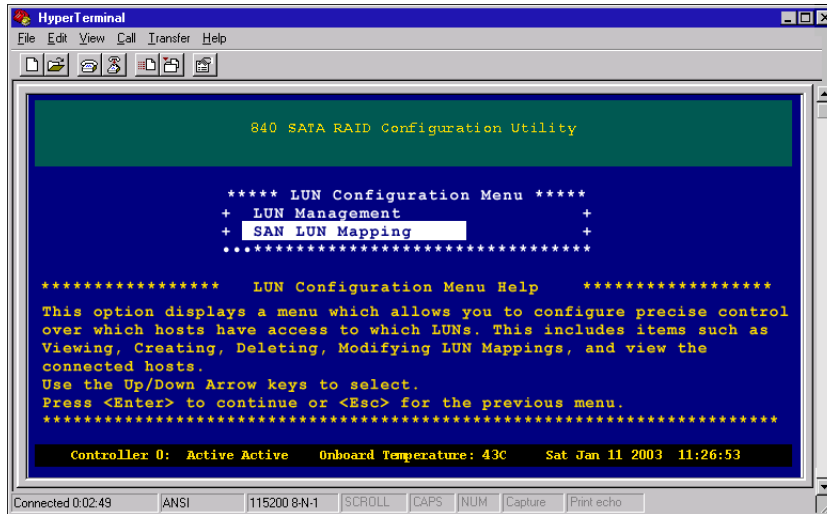 HyperTerminal
File Edit View Call Transfer Help
840 SATA RAID Configuration Utility
***** LUN Configuration Menu *****
+ LUN Management +
+ SAN LUN Mapping +
•••*********************************
***************** LUN Configuration Menu Help ******************
This option displays a menu which allows you to configure precise control
over which hosts have access to which LUNs. This includes items such as
Viewing, Creating, Deleting, Modifying LUN Mappings, and view the
connected hosts.
Use the Up/Down Arrow keys to select.
Press <Enter> to continue or <Esc> for the previous menu.
**********************************************************************
Controller 0: Active Active Onboard Temperature: 43C Sat Jan 11 2003 11:26:53
Connected 0:02:49 ANSI 115200 8-N-1 SCROLL CAPS NUM Capture Print echo